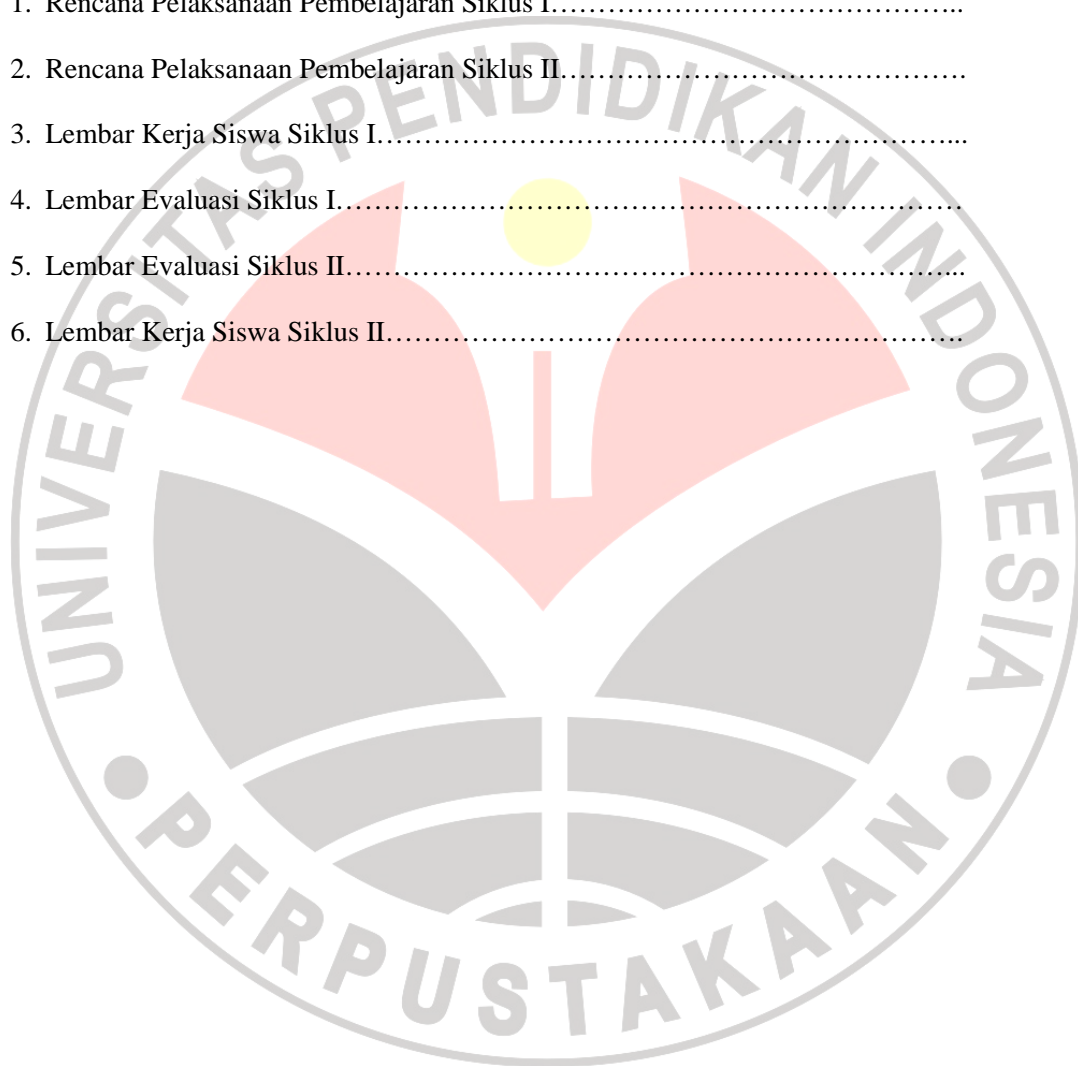 1. Rencana Pelaksanaan Pembelajaran Siklus I…………………………………….. 
2. Rencana Pelaksanaan Pembelajaran Siklus II………………………………….
3. Lembar Kerja Siswa Siklus I…………………………………………………...
4. Lembar Evaluasi Siklus I………………………………………………………
5. Lembar Evaluasi Siklus II……………………………………………………...
6. Lembar Kerja Siswa Siklus II………………………………………………….
UNIVERSITAS PENDIDIKAN INDONESIA
PERPUSTAKAAN